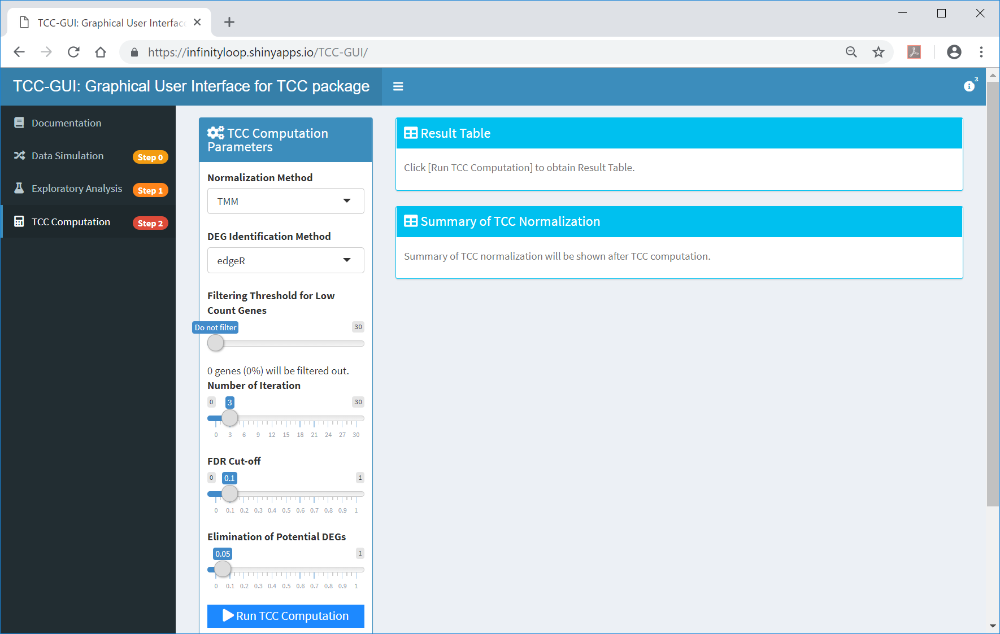 TCC-GUI: Graphical User Interface
https://infinityloop.shinyapps.io/TCC-GUI/
TCC-GUI: Graphical User Interface for TCC package
3
Documentation
Data Simulation Step 0
Exploratory Analysis Step 1
TCC Computation Step 2
TCC Computation
Parameters
Normalization Method
TMM
DEG Identification Method
edgeR
Filtering Threshold for Low
Count Genes
Do not filter 30
0 genes (0%) will be filtered out.
Number of Iteration
0 3 30
0 3 6 9 12 15 18 21 24 27 30
FDR Cut-off
0 0.1 1
0 0.1 0.2 0.3 0.4 0.5 0.6 0.7 0.8 0.9 1
Elimination of Potential DEGs
0.05 1
0 0.1 0.2 0.3 0.4 0.5 0.6 0.7 0.8 0.9 1
Run TCC Computation
Result Table
Click [Run TCC Computation] to obtain Result Table.
Summary of TCC Normalization
Summary of TCC normalization will be shown after TCC computation.